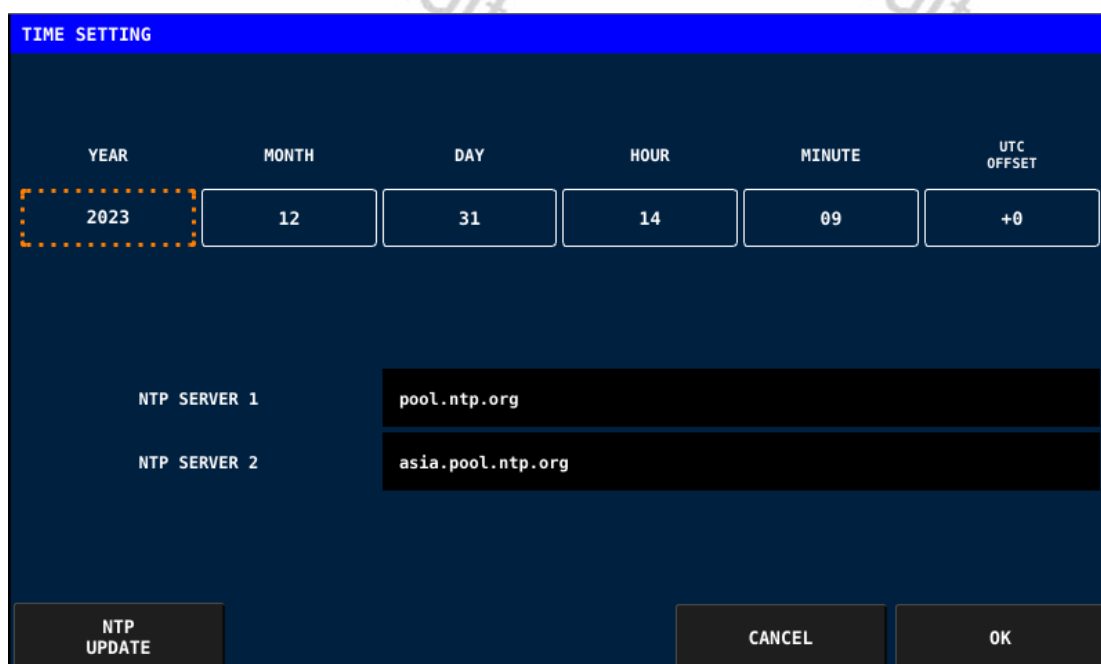 TIME SETTING
YEAR MONTH DAY HOUR MINUTE UTC OFFSET
2023 12 31 14 09 +0
NTP SERVER 1 pool.ntp.org
NTP SERVER 2 asia.pool.ntp.org
NTP UPDATE CANCEL OK